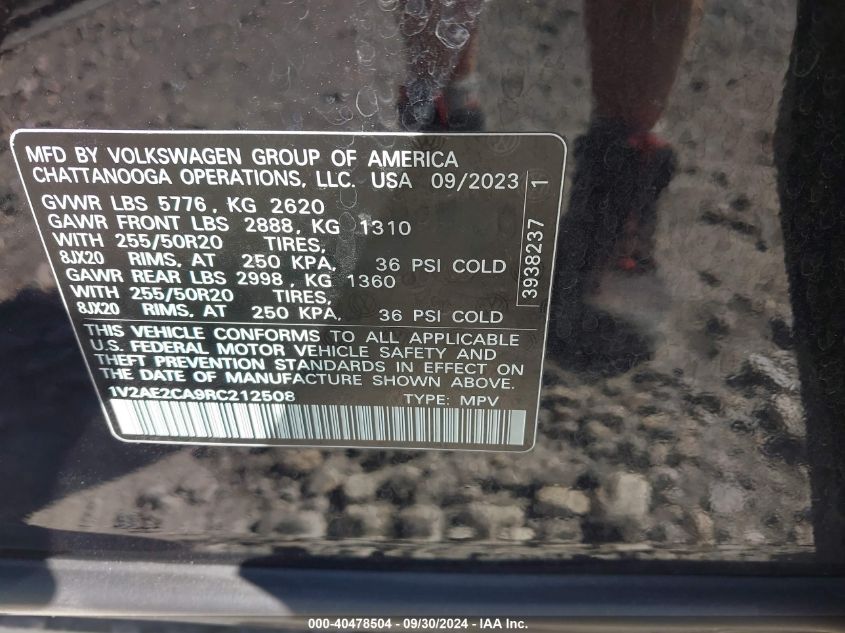 MFD BY VOLKSWAGEN GROUP OF AMERICA
CHATTANOOGA OPERATIONS, LLC. USA 09/2023
GVWR LBS 5776, KG 2620
GAWR FRONT LBS 2888, KG 1310
WITH 255/50R20 TIRES,
8JX20 RIMS, AT 250 KPA, 36 PSI COLD
GAWR REAR LBS 2998, KG 1360
WITH 255/50R20 TIRES,
8JX20 RIMS, AT 250 KPA, 36 PSI COLD
THIS VEHICLE CONFORMS TO ALL APPLICABLE
U.S. FEDERAL MOTOR VEHICLE SAFETY AND
THEFT PREVENTION STANDARDS IN EFFECT ON
THE DATE OF MANUFACTURE SHOWN ABOVE.
1V2AE2CA9RC212508 TYPE: MPV
3938237 1
000-40478504 - 09/30/2024 - IAA Inc.